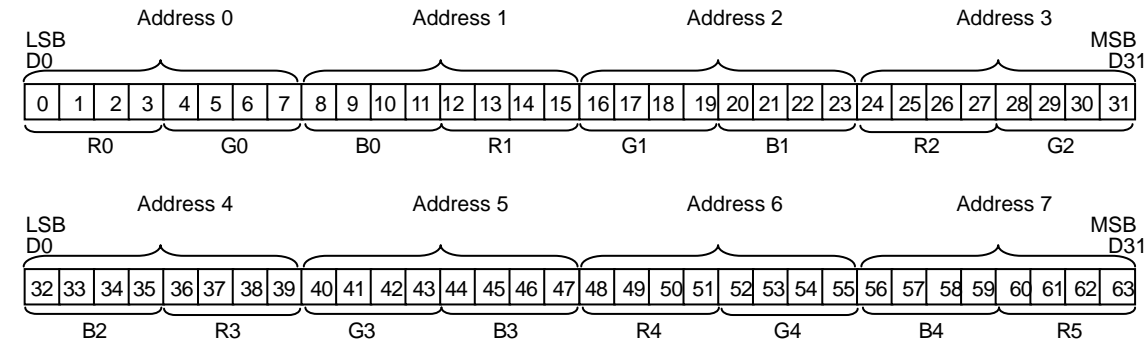 Address 0 Address 1 Address 2 Address 3
LSB MSB
D0 D31
0 1 2 3 4 5 6 7 8 9 10 11 12 13 14 15 16 17 18 19 20 21 22 23 24 25 26 27 28 29 30 31
R0 G0 B0 R1 G1 B1 R2 G2
Address 4 Address 5 Address 6 Address 7
LSB MSB
D0 D31
32 33 34 35 36 37 38 39 40 41 42 43 44 45 46 47 48 49 50 51 52 53 54 55 56 57 58 59 60 61 62 63
B2 R3 G3 B3 R4 G4 B4 R5